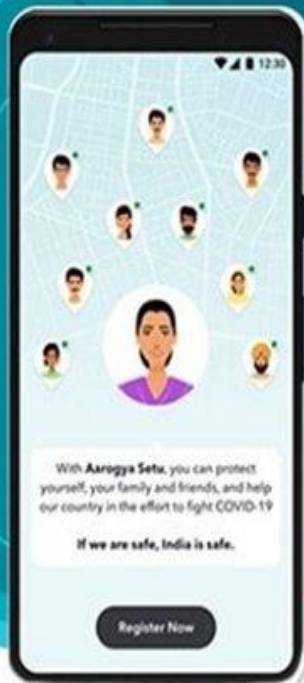 12:30
With Aarogya Setu, you can protect
yourself, your family and friends, and help
our country in the effort to fight COVID-19
If we are safe, India is safe.
Register Now